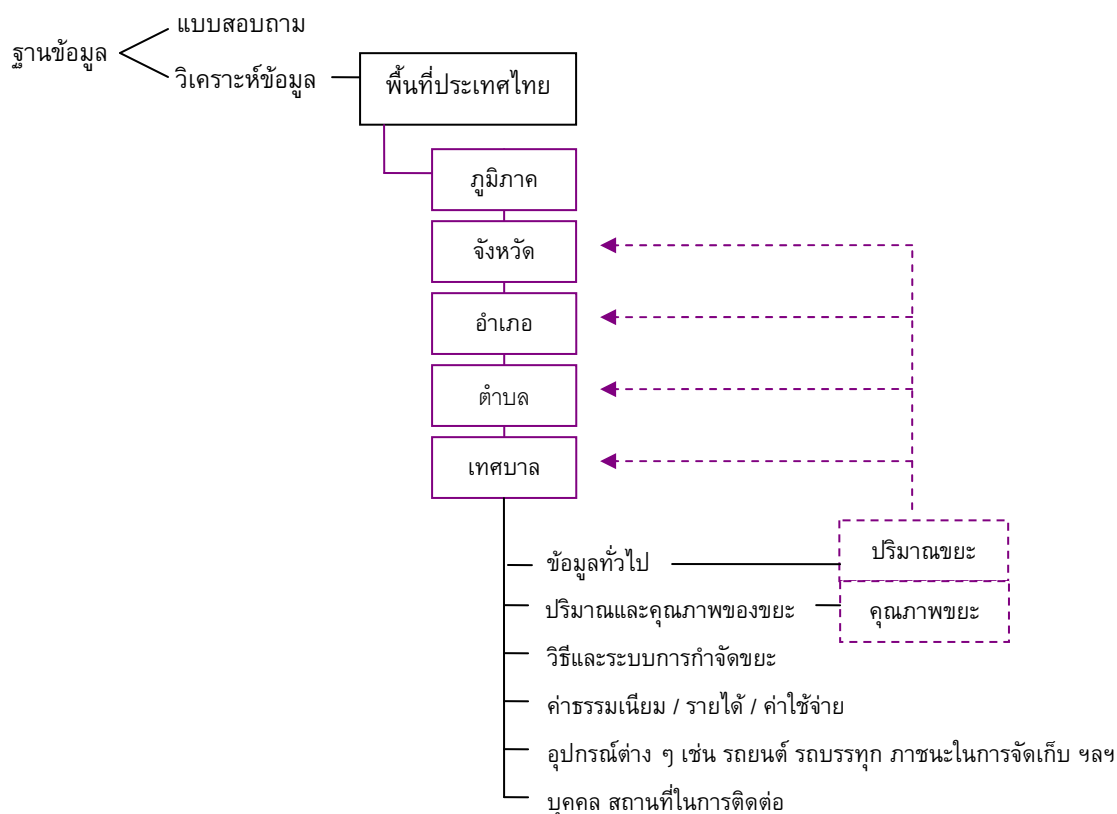 แบบสอบถาม
ฐานข้อมูล
วิเคราะห์ข้อมูล
พื้นที่ประเทศไทย
ภูมิภาค
จังหวัด
อำเภอ
ตำบล
เทศบาล
ข้อมูลทั่วไป
ปริมาณขยะ
ปริมาณและคุณภาพของขยะ
คุณภาพขยะ
วิธีและระบบการกำจัดขยะ
ค่าธรรมเนียม / รายได้ / ค่าใช้จ่าย
อุปกรณ์ต่าง ๆ เช่น รถยนต์ รถบรรทุก ภาชนะในการจัดเก็บ ฯลฯ
บุคคล สถานที่ในการติดต่อ